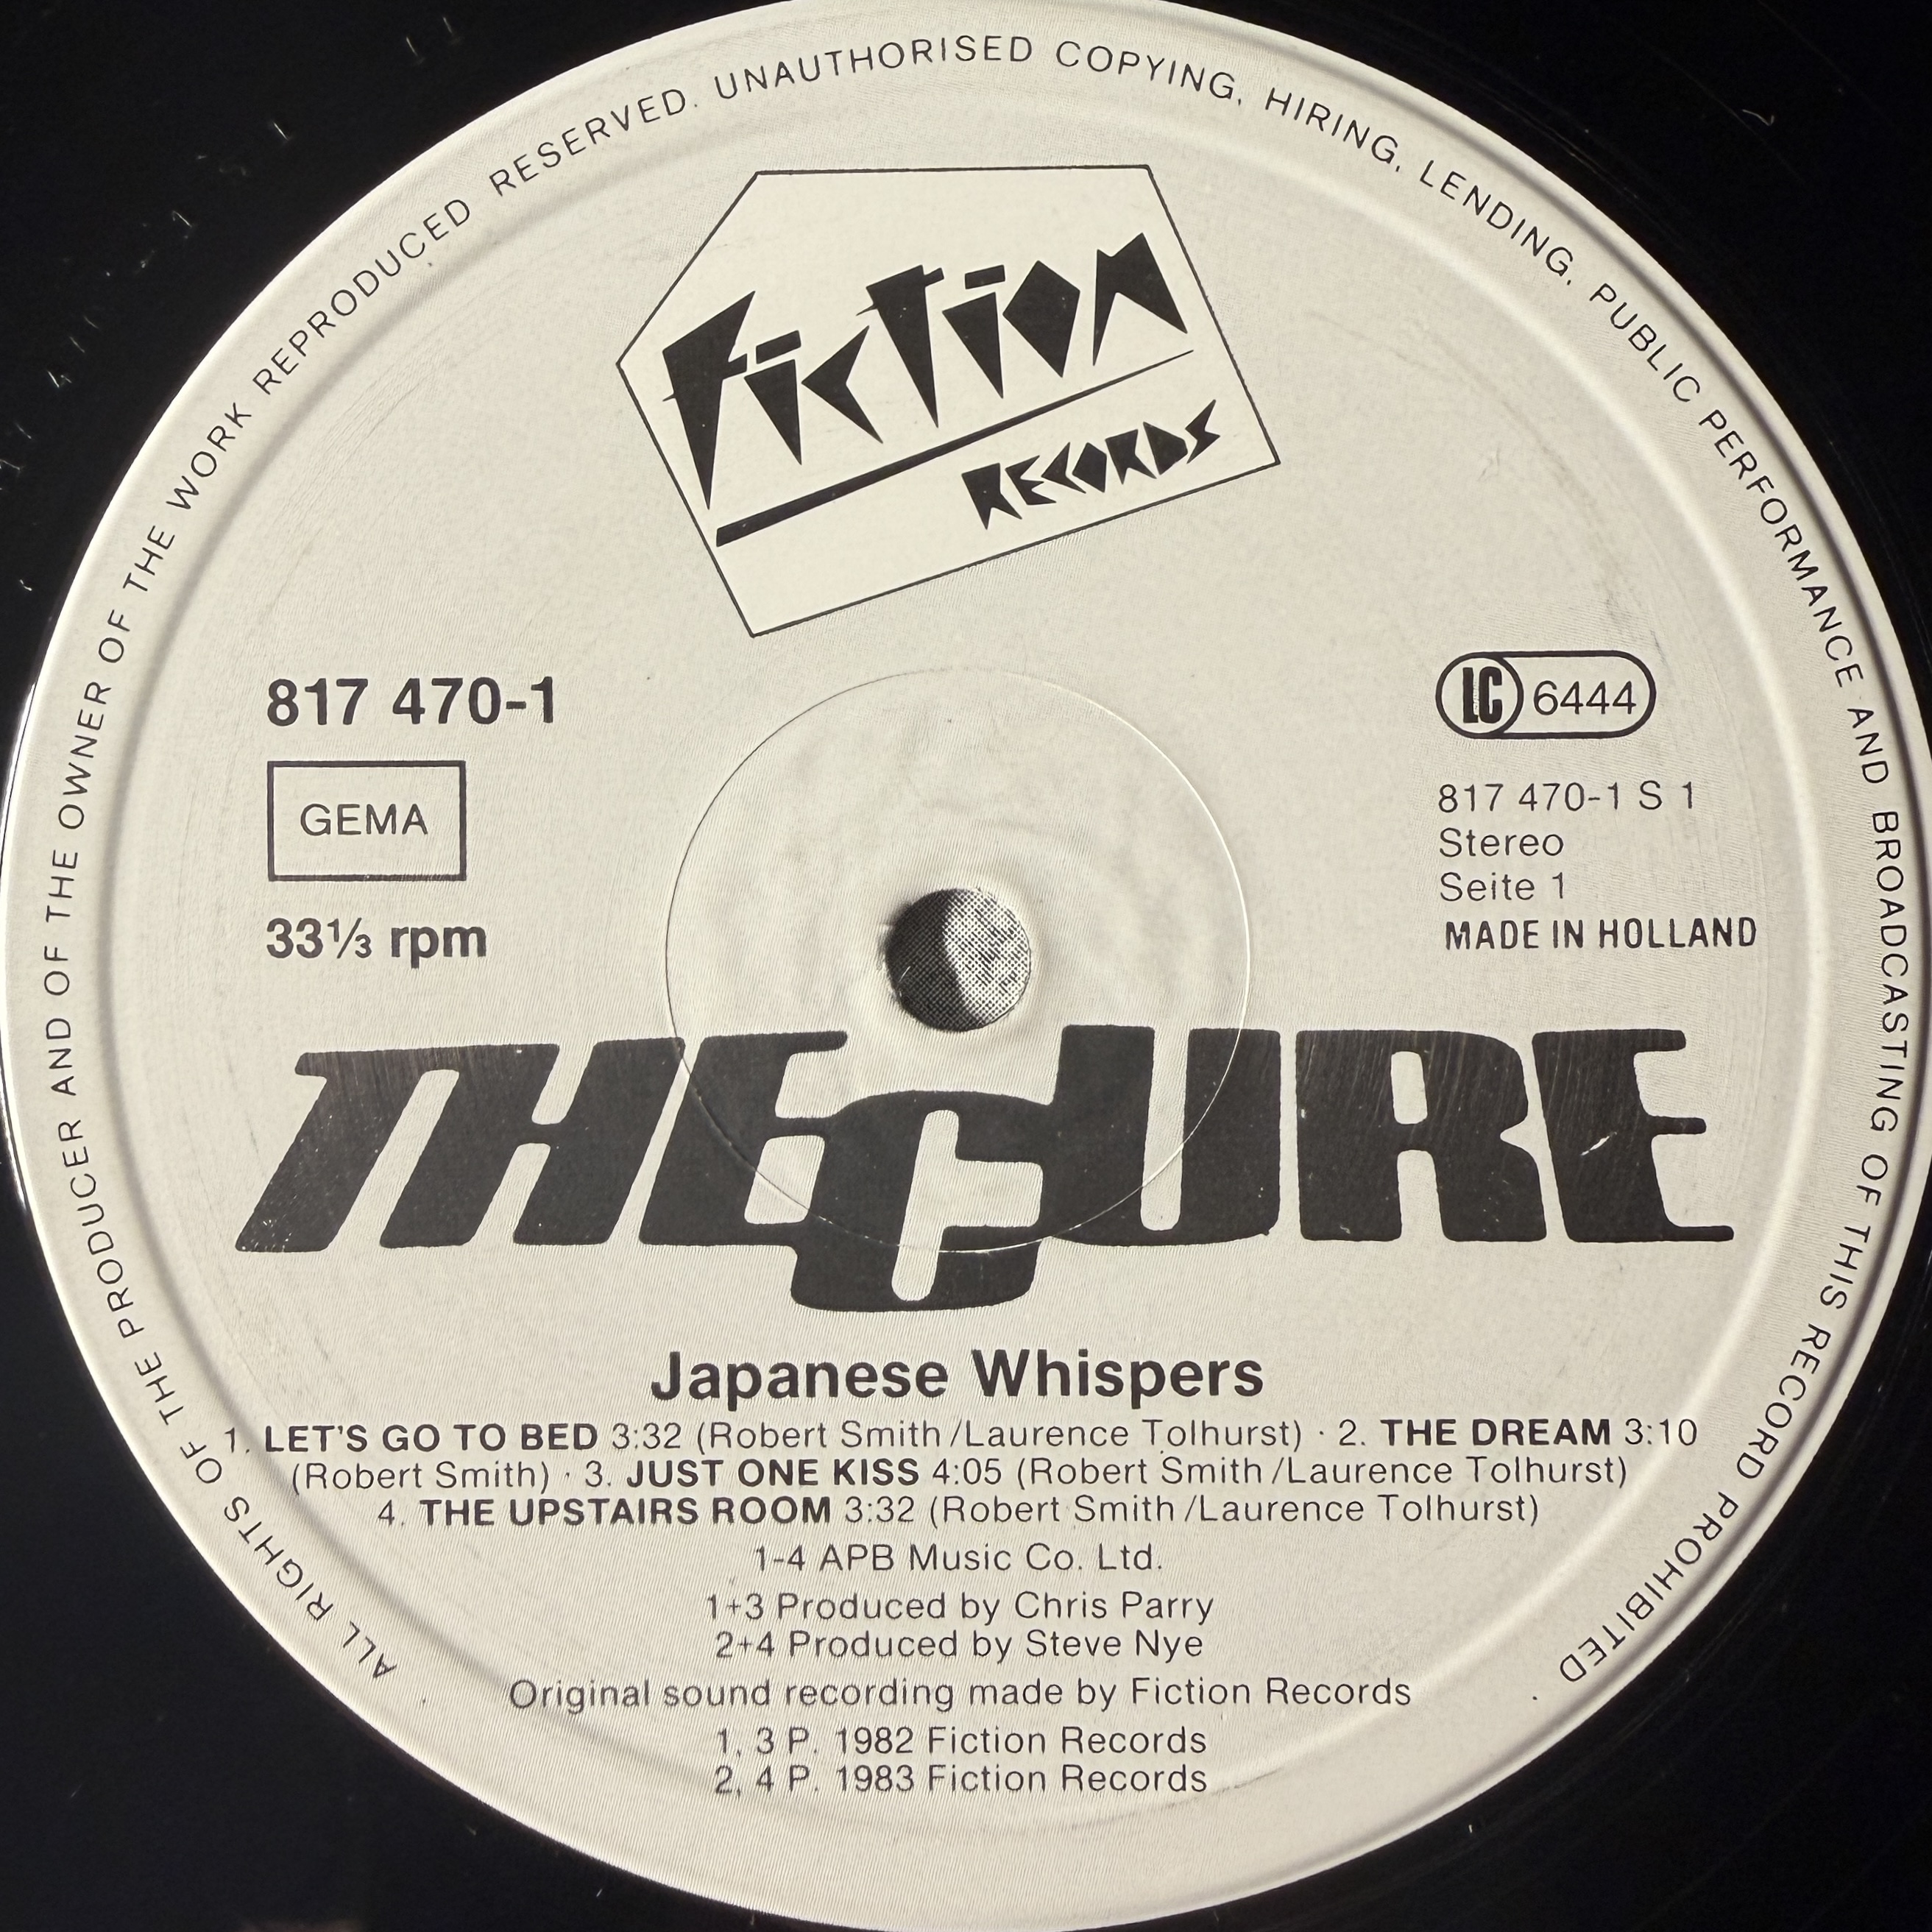 ALL RIGHTS OF THE PRODUCER AND OF THE OWNER OF THE WORK REPRODUCED RESERVED. UNAUTHORISED COPYING, HIRING, LENDING, PUBLIC PERFORMANCE AND BROADCASTING OF THIS RECORD PROHIBITED
Fiction
RECORDS
817 470-1
GEMA
33⅓ rpm
LC 6444
817 470-1 S 1
Stereo
Seite 1
MADE IN HOLLAND
THE CURE
Japanese Whispers
1. LET'S GO TO BED 3:32 (Robert Smith/Laurence Tolhurst) · 2. THE DREAM 3:10
(Robert Smith) · 3. JUST ONE KISS 4:05 (Robert Smith/Laurence Tolhurst)
4. THE UPSTAIRS ROOM 3:32 (Robert Smith/Laurence Tolhurst)
1-4 APB Music Co. Ltd.
1+3 Produced by Chris Parry
2+4 Produced by Steve Nye
Original sound recording made by Fiction Records
1, 3 P. 1982 Fiction Records
2, 4 P. 1983 Fiction Records